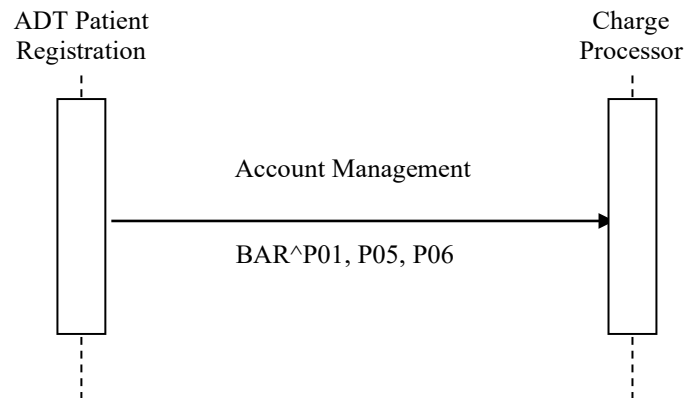 ADT Patient
Registration
Charge
Processor
Account Management
BAR^P01, P05, P06